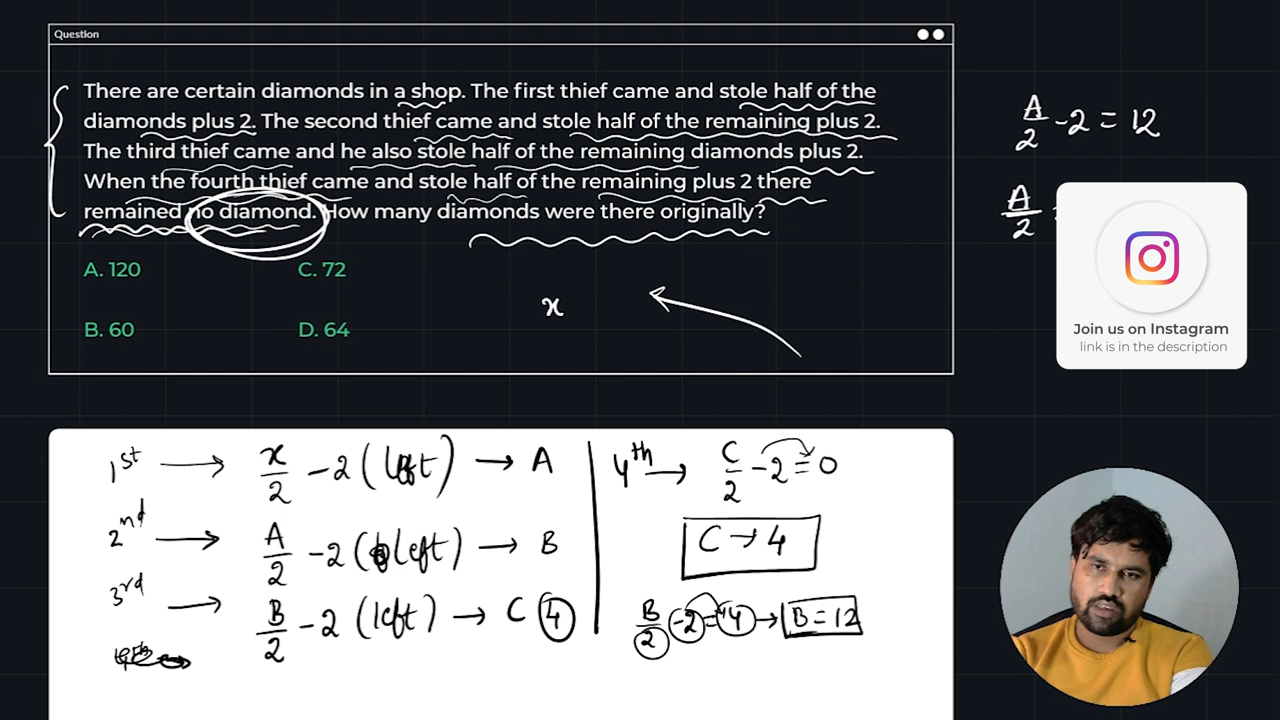 Question
There are certain diamonds in a shop. The first thief came and stole half of the
diamonds plus 2. The second thief came and stole half of the remaining plus 2.
The third thief came and he also stole half of the remaining diamonds plus 2.
When the fourth thief came and stole half of the remaining plus 2 there
remained no diamond. How many diamonds were there originally?
A. 120
C. 72
B. 60
D. 64
x
A/2 - 2 = 12
A/2
Join us on Instagram
link is in the description
1st → x/2 - 2 (left) → A
2nd → A/2 - 2 (left) → B
3rd → B/2 - 2 (left) → C 4
4th → C/2 - 2 = 0
C → 4
B/2 - 2 = 4 → B = 12